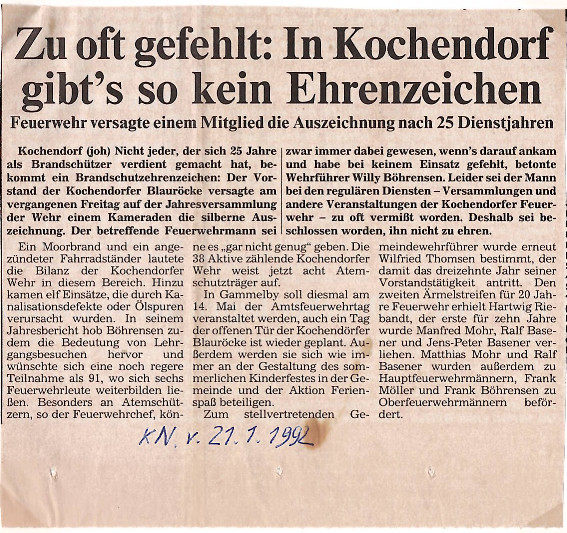 Zu oft gefehlt: In Kochendorf
gibt's so kein Ehrenzeichen
Feuerwehr versagte einem Mitglied die Auszeichnung nach 25 Dienstjahren
Kochendorf (joh) Nicht jeder, der sich 25 Jahre
als Brandschützer verdient gemacht hat, be-
kommt ein Brandschutzehrenzeichen: Der Vor-
stand der Kochendorfer Blauröcke versagte am
vergangenen Freitag auf der Jahresversammlung
der Wehr einem Kameraden die silberne Aus-
zeichnung. Der betreffende Feuerwehrmann sei
zwar immer dabei gewesen, wenn's darauf ankam
und habe bei keinem Einsatz gefehlt, betonte
Wehrführer Willy Böhrensen. Leider sei der Mann
bei den regulären Diensten – Versammlungen und
andere Veranstaltungen der Kochendorfer Feuer-
wehr – zu oft vermißt worden. Deshalb sei be-
schlossen worden, ihn nicht zu ehren.
Ein Moorbrand und ein ange-
zündeter Fahrradständer lautete
die Bilanz der Kochendorfer
Wehr in diesem Bereich. Hinzu
kamen elf Einsätze, die durch Ka-
nalisationsdefekte oder Ölspuren
verursacht wurden. In seinem
Jahresbericht hob Böhrensen zu-
dem die Bedeutung von Lehr-
gangsbesuchen hervor und
wünschte sich eine noch regere
Teilnahme als 91, wo sich sechs
Feuerwehrleute weiterbilden lie-
ßen. Besonders an Atemschüt-
zern, so der Feuerwehrchef, kön-
ne es „gar nicht genug" geben. Die
38 Aktive zählende Kochendorfer
Wehr weist jetzt acht Atem-
schutzträger auf.
In Gammelby soll diesmal am
14. Mai der Amtsfeuerwehrtag
veranstaltet werden, auch ein Tag
der offenen Tür der Kochendörfer
Blauröcke ist wieder geplant. Au-
ßerdem werden sie sich wie im-
mer an der Gestaltung des som-
merlichen Kinderfestes in der
Gemeinde und der Aktion Ferien-
spaß beteiligen.
Zum stellvertretenden Ge-
meindewehrführer wurde erneut
Wilfried Thomsen bestimmt, der
damit das dreizehnte Jahr seiner
Vorstandstätigkeit antritt. Den
zweiten Ärmelstreifen für 20 Jah-
re Feuerwehr erhielt Hartwig Rie-
bandt, der erste für zehn Jahre
wurde Manfred Mohr, Ralf Base-
ner und Jens-Peter Basener ver-
liehen. Matthias Mohr und Ralf
Basener wurden außerdem zu
Hauptfeuerwehrmännern, Frank
Möller und Frank Böhrensen zu
Oberfeuerwehrmännern beför-
dert.
KN v. 21.1.1992